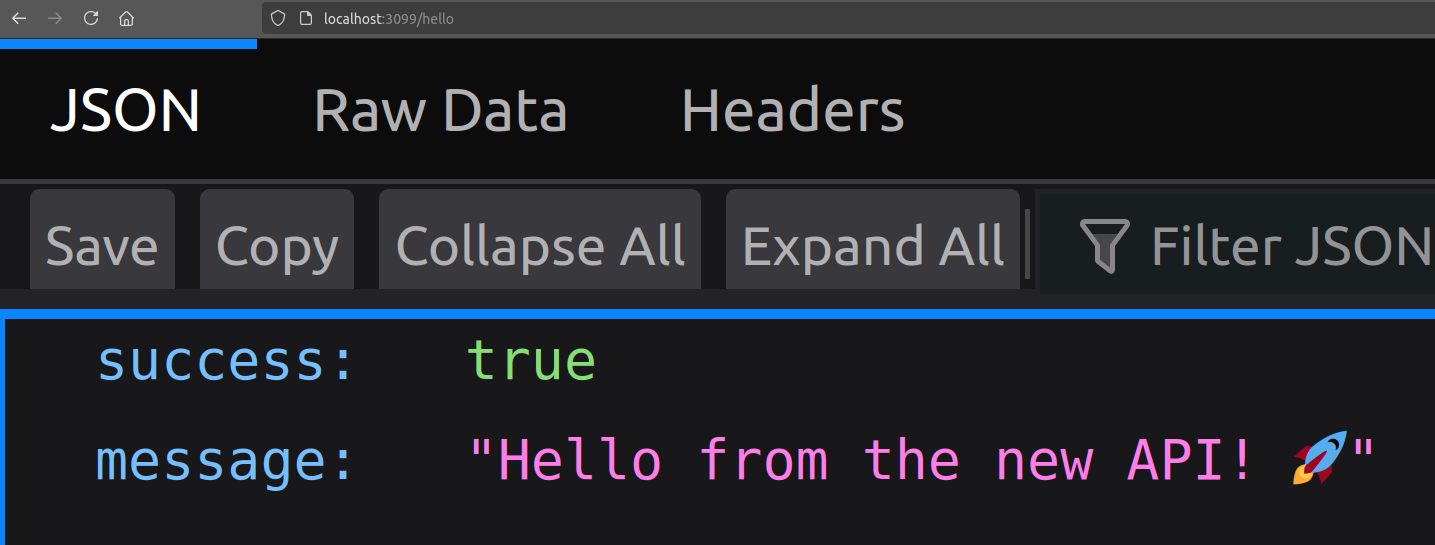 localhost:3099/hello
JSON Raw Data Headers
Save Copy Collapse All Expand All Filter JSON
success: true
message: "Hello from the new API! 🚀"